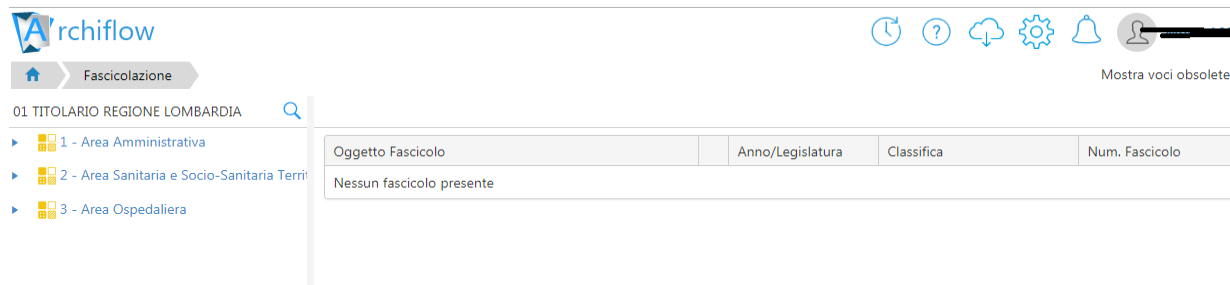 Archiflow
Fascicolazione
Mostra voci obsolete
01 TITOLARIO REGIONE LOMBARDIA
1 - Area Amministrativa
2 - Area Sanitaria e Socio-Sanitaria
3 - Area Ospedaliera
Oggetto Fascicolo Anno/Legislatura Classifica Num. Fascicolo
Nessun fascicolo presente